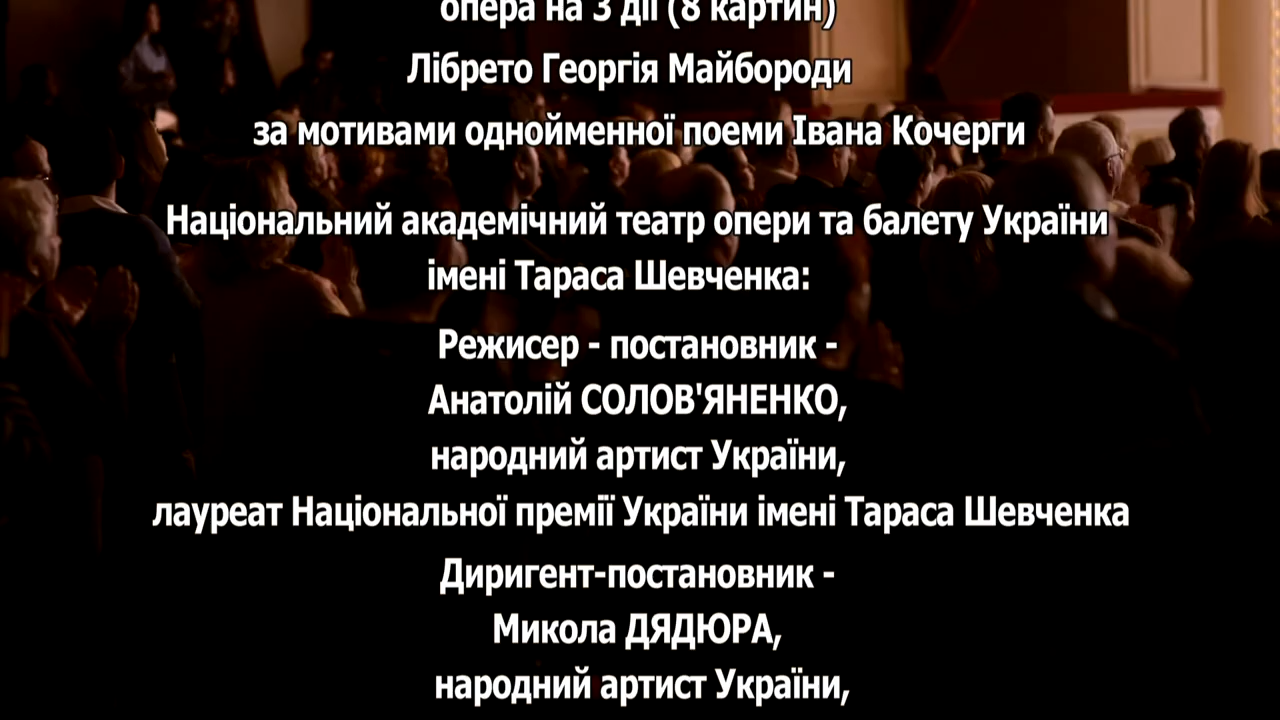 опера на 3 дії (8 картин)
Лібрето Георгія Майбороди
за мотивами однойменної поеми Івана Кочерги
Національний академічний театр опери та балету України
імені Тараса Шевченка:
Режисер - постановник -
Анатолій СОЛОВ'ЯНЕНКО,
народний артист України,
лауреат Національної премії України імені Тараса Шевченка
Диригент-постановник -
Микола ДЯДЮРА,
народний артист України,